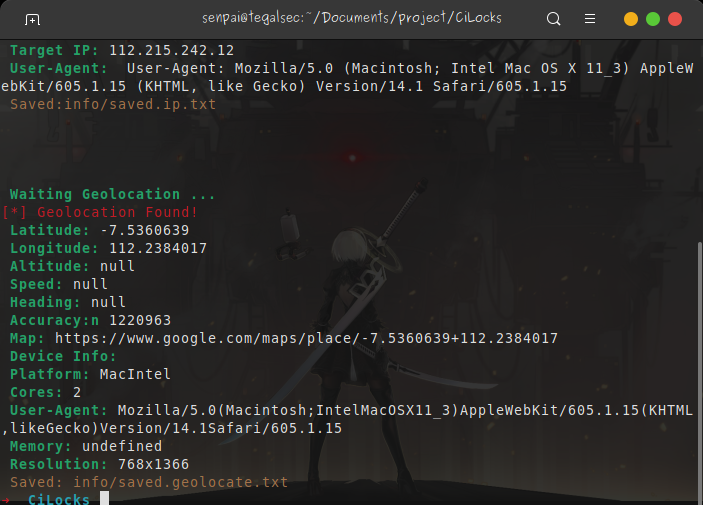 senpai@tegalsec:~/Documents/project/CiLocks
Target IP: 112.215.242.12
User-Agent:  User-Agent: Mozilla/5.0 (Macintosh; Intel Mac OS X 11_3) AppleW
ebKit/605.1.15 (KHTML, like Gecko) Version/14.1 Safari/605.1.15
Saved:info/saved.ip.txt
Waiting Geolocation ...
[*] Geolocation Found!
Latitude: -7.5360639
Longitude: 112.2384017
Altitude: null
Speed: null
Heading: null
Accuracy:n 1220963
Map: https://www.google.com/maps/place/-7.5360639+112.2384017
Device Info:
Platform: MacIntel
Cores: 2
User-Agent: Mozilla/5.0(Macintosh;IntelMacOSX11_3)AppleWebKit/605.1.15(KHTML
,likeGecko)Version/14.1Safari/605.1.15
Memory: undefined
Resolution: 768x1366
Saved: info/saved.geolocate.txt
→ CiLocks